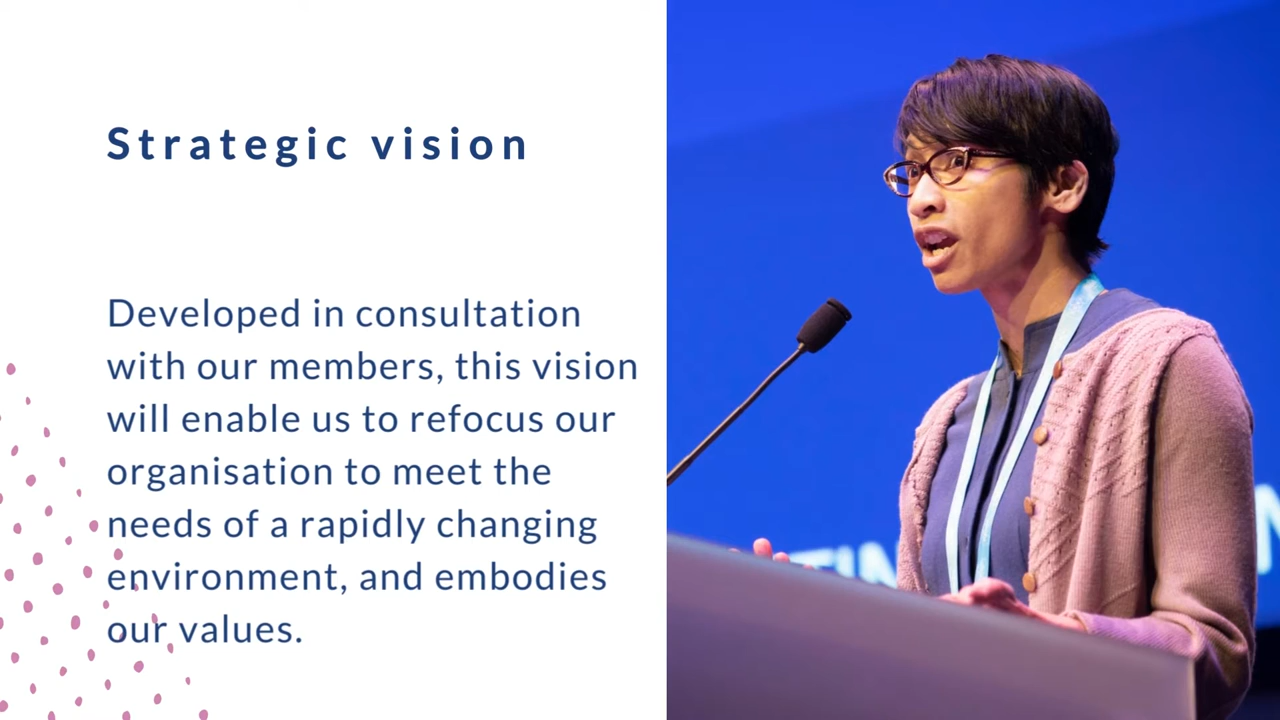 Strategic vision
Developed in consultation
with our members, this vision
will enable us to refocus our
organisation to meet the
needs of a rapidly changing
environment, and embodies
our values.